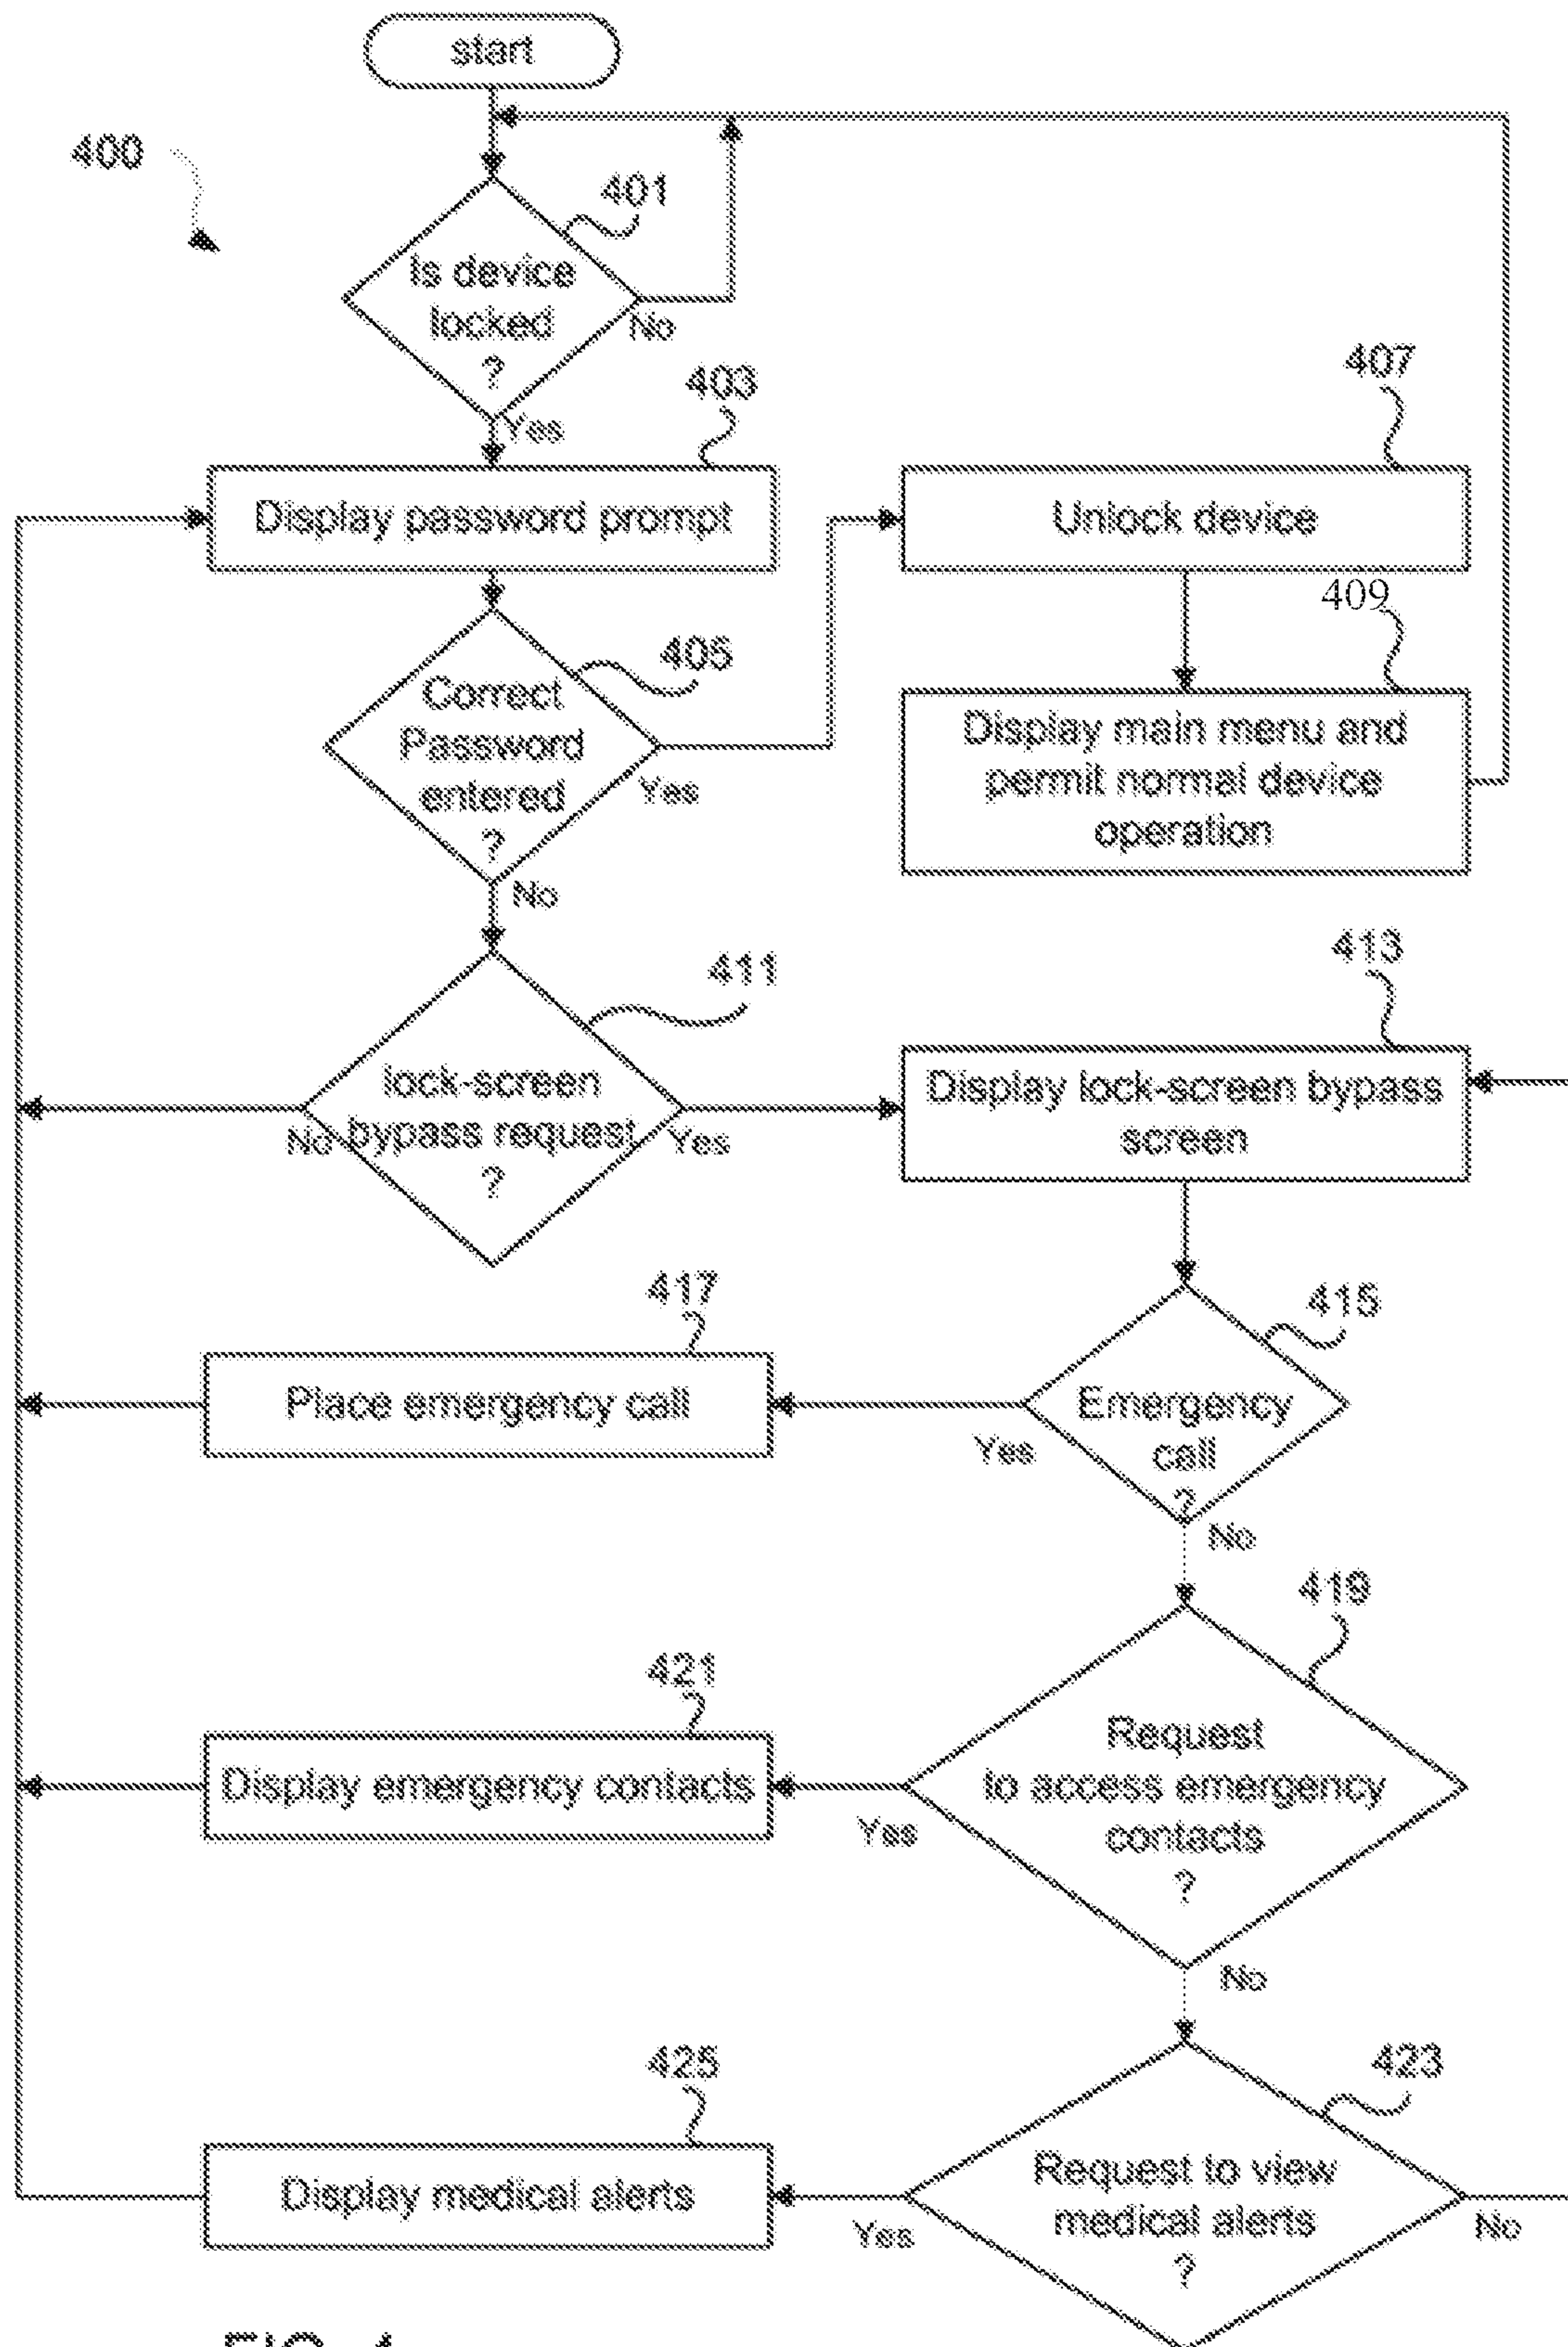 start
400
401
Is device
locked
?
No
Yes
403
Display password prompt
407
Unlock device
409
Display main menu and
permit normal device
operation
405
Correct
Password
entered
?
Yes
No
411
lock-screen
bypass request
?
No
Yes
413
Display lock-screen bypass
screen
415
Emergency
call
?
Yes
No
417
Place emergency call
419
Request
to access emergency
contacts
?
Yes
No
421
Display emergency contacts
423
Request to view
medical alerts
?
Yes
No
425
Display medical alerts